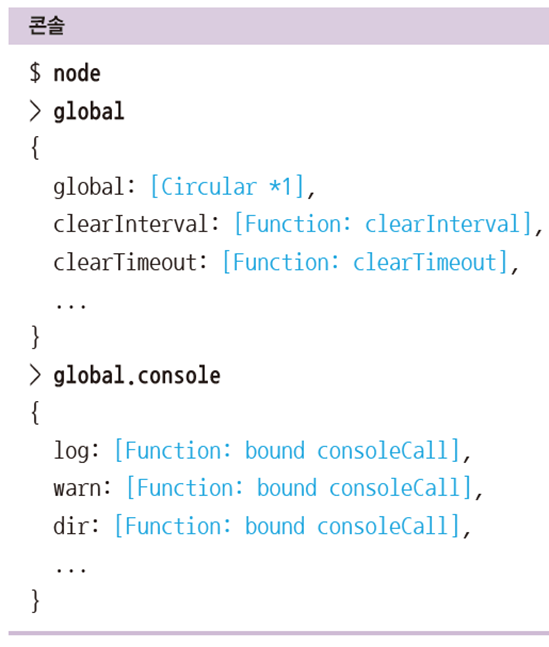 콘솔
$ node
> global
{
  global: [Circular *1],
  clearInterval: [Function: clearInterval],
  clearTimeout: [Function: clearTimeout],
  ...
}
> global.console
{
  log: [Function: bound consoleCall],
  warn: [Function: bound consoleCall],
  dir: [Function: bound consoleCall],
  ...
}